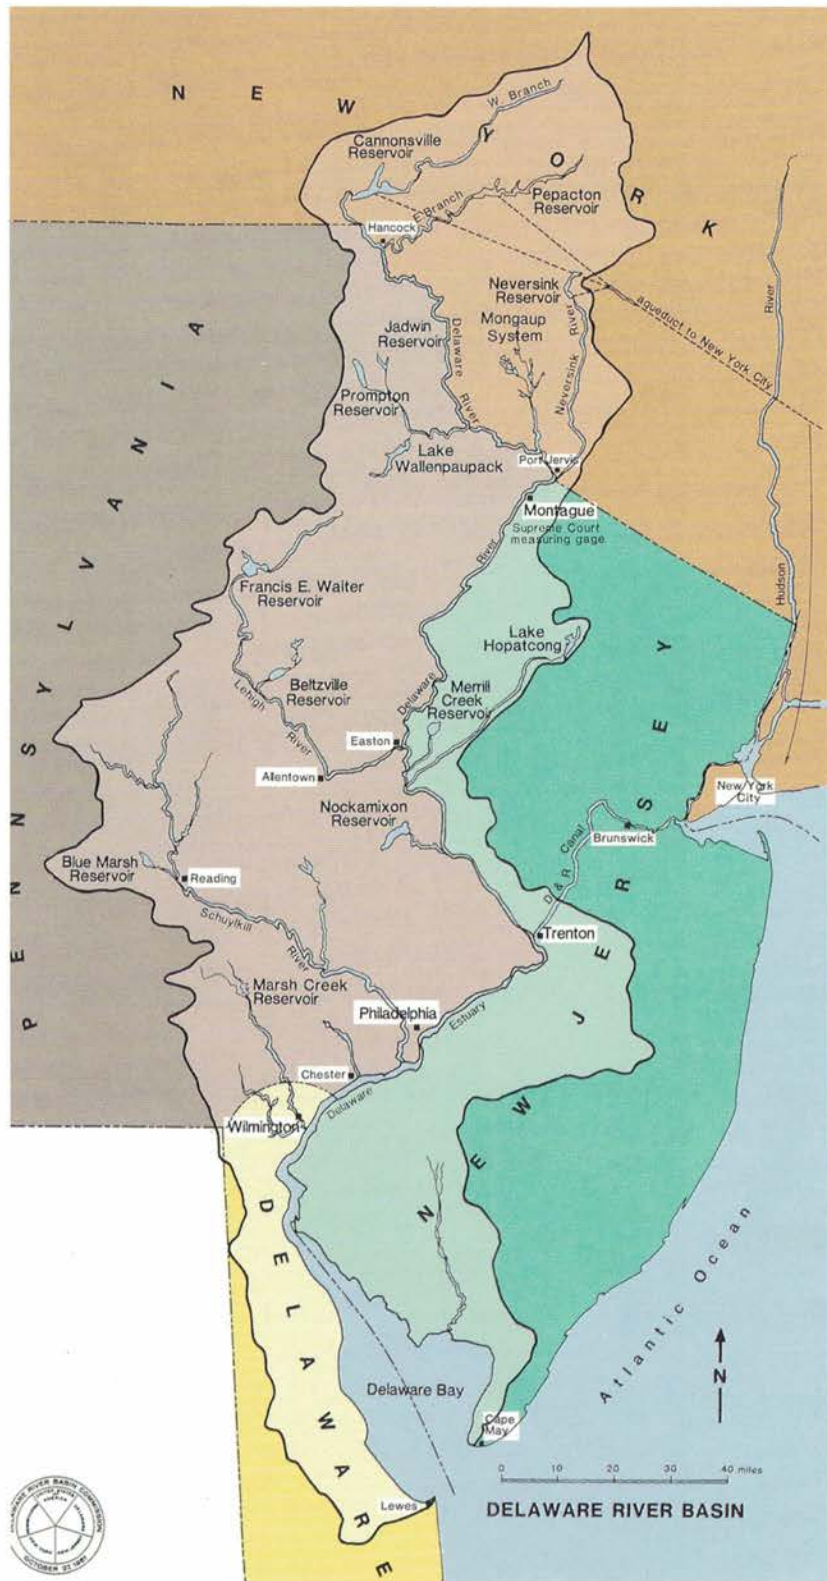 NEW YORK
W Branch
Cannonsville
Reservoir
E Branch
Pepacton
Reservoir
Hancock
Neversink
Reservoir
River
aqueduct to New York City
Jadwin
Reservoir
Delaware
River
Mongaup
System
Neversink
River
Prompton
Reservoir
Lake
Wallenpaupack
Port Jervis
Montague
Supreme Court
measuring gage
River
Hudson
PENNSYLVANIA
Francis E. Walter
Reservoir
Lake
Hopatcong
Beltzville
Reservoir
Delaware
Merrill
Creek
Reservoir
Lehigh
River
Easton
Allentown
New York
City
Nockamixon
Reservoir
Brunswick
D & R Canal
Blue Marsh
Reservoir
Reading
Schuylkill
River
Trenton
NEW JERSEY
Marsh Creek
Reservoir
Philadelphia
Estuary
Chester
Delaware
Wilmington
DELAWARE
Atlantic Ocean
N
Delaware Bay
Cape
May
0 10 20 30 40 miles
Lewes
DELAWARE RIVER BASIN
DELAWARE RIVER BASIN COMMISSION
UNITED STATES
OF
AMERICA
OCTOBER 27, 1961